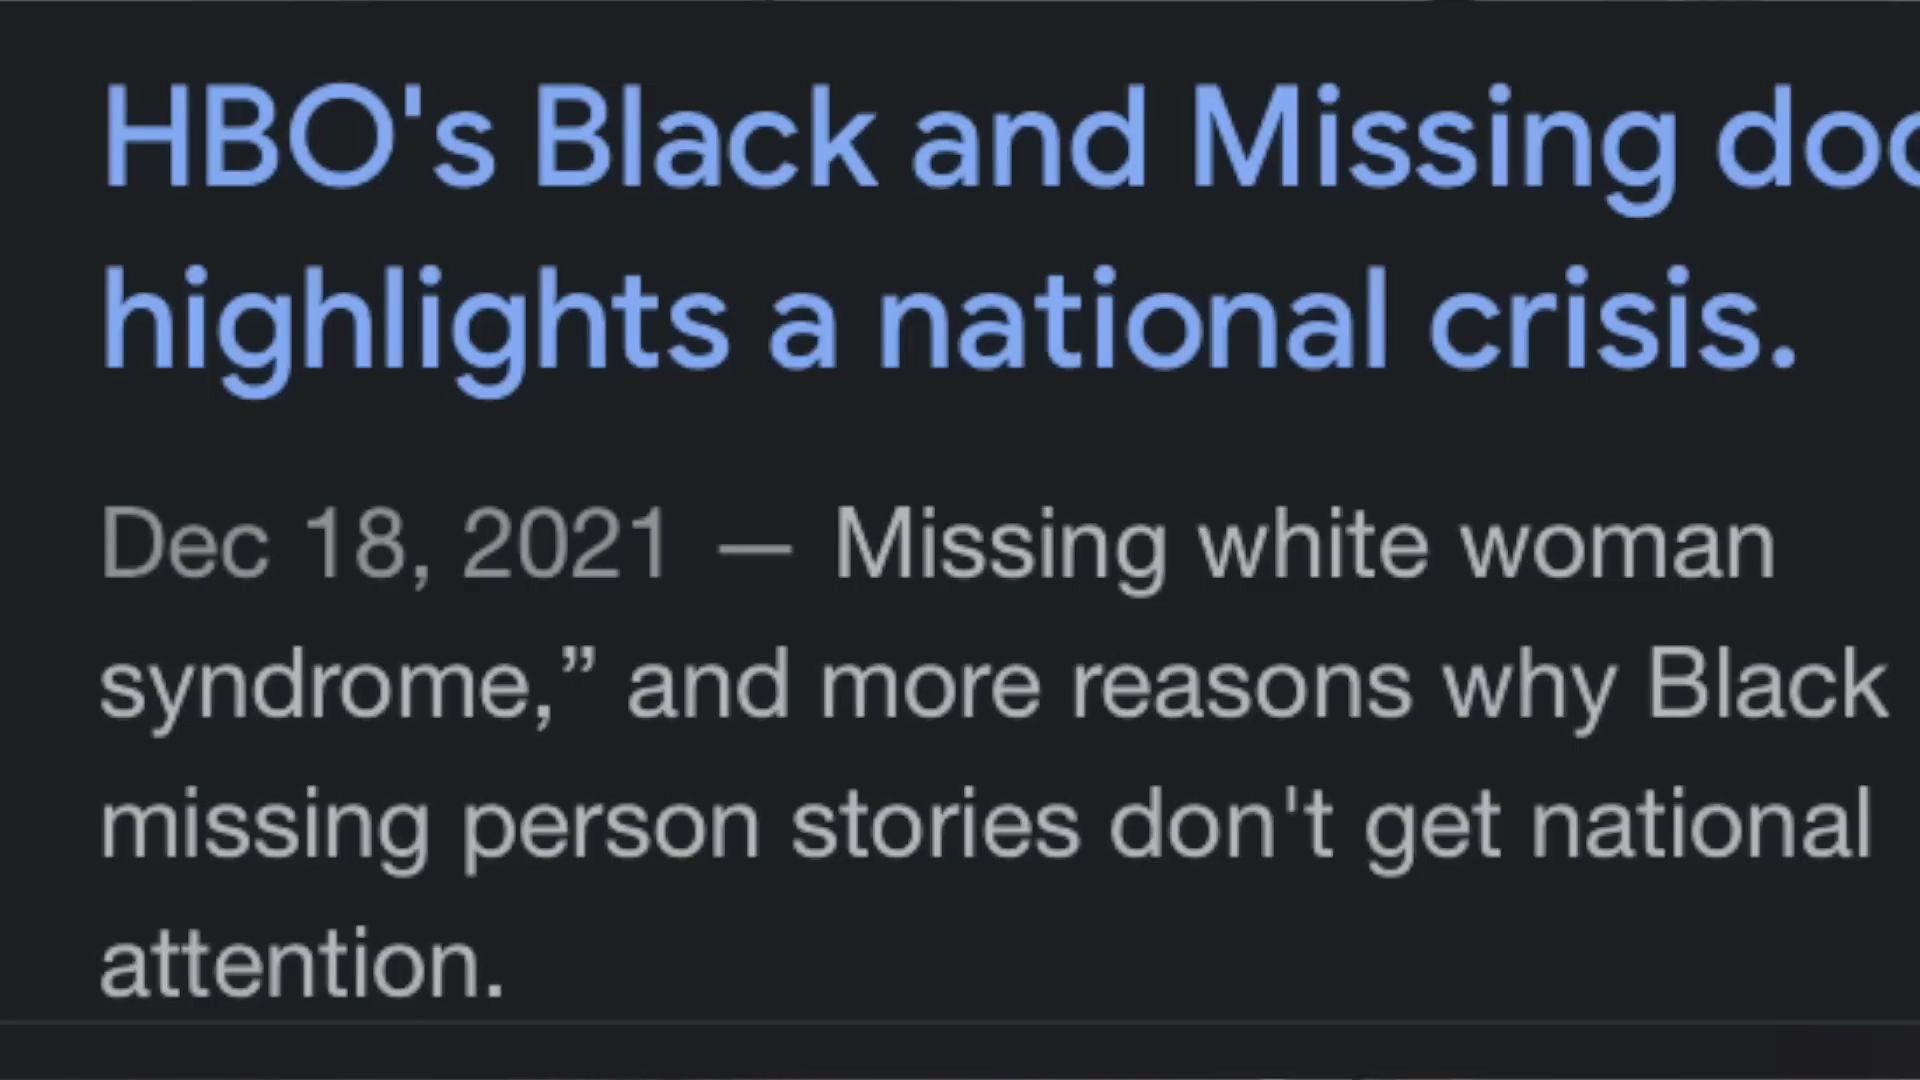 HBO's Black and Missing
highlights a national crisis.
Dec 18, 2021 — Missing white woman
syndrome,” and more reasons why Black
missing person stories don't get national
attention.